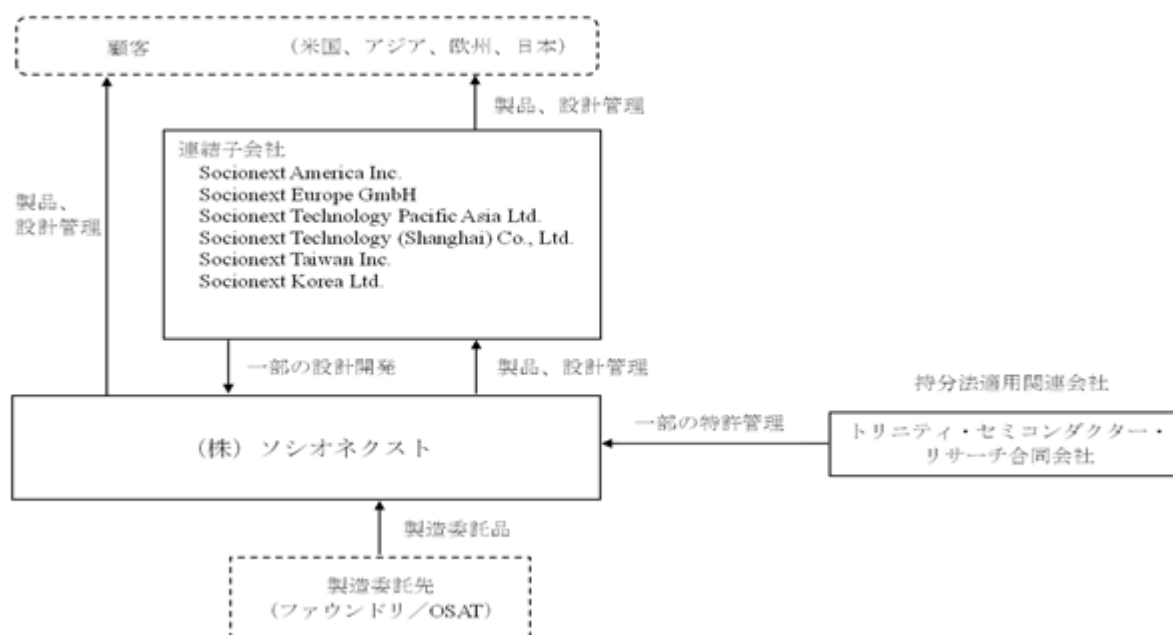 顧客 （米国、アジア、欧州、日本）
製品、設計管理
連結子会社
Socionext America Inc.
Socionext Europe GmbH
Socionext Technology Pacific Asia Ltd.
Socionext Technology (Shanghai) Co., Ltd.
Socionext Taiwan Inc.
Socionext Korea Ltd.
製品、
設計管理
一部の設計開発
製品、設計管理
持分法適用関連会社
（株）ソシオネクスト
一部の特許管理
トリニティ・セミコンダクター・
リサーチ合同会社
製造委託品
製造委託先
（ファウンドリ／OSAT）